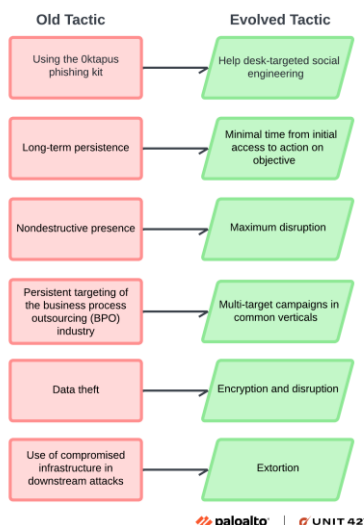 Old Tactic
Evolved Tactic
Using the 0ktapus
phishing kit
Help desk-targeted social
engineering
Long-term persistence
Minimal time from initial
access to action on
objective
Nondestructive presence
Maximum disruption
Persistent targeting of
the business process
outsourcing (BPO)
industry
Multi-target campaigns in
common verticals
Data theft
Encryption and disruption
Use of compromised
infrastructure in
downstream attacks
Extortion
paloalto
UNIT 42